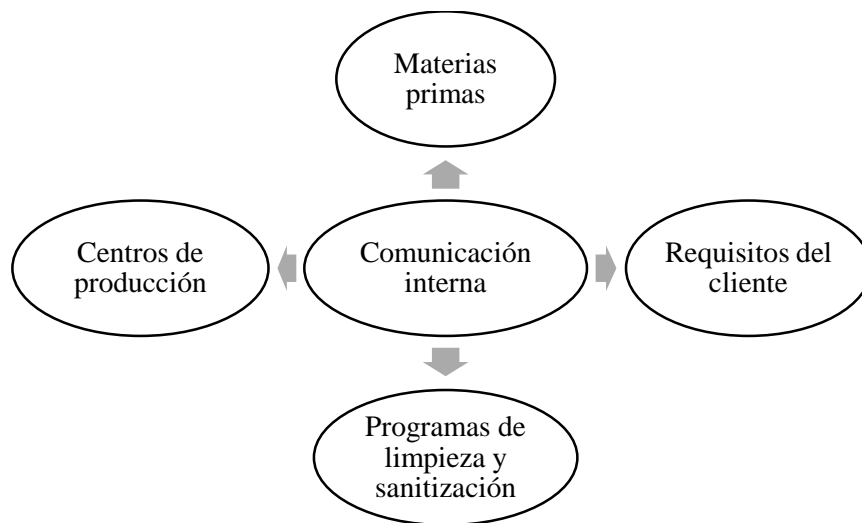 Materias
primas
Centros de
producción
Comunicación
interna
Requisitos del
cliente
Programas de
limpieza y
sanitización